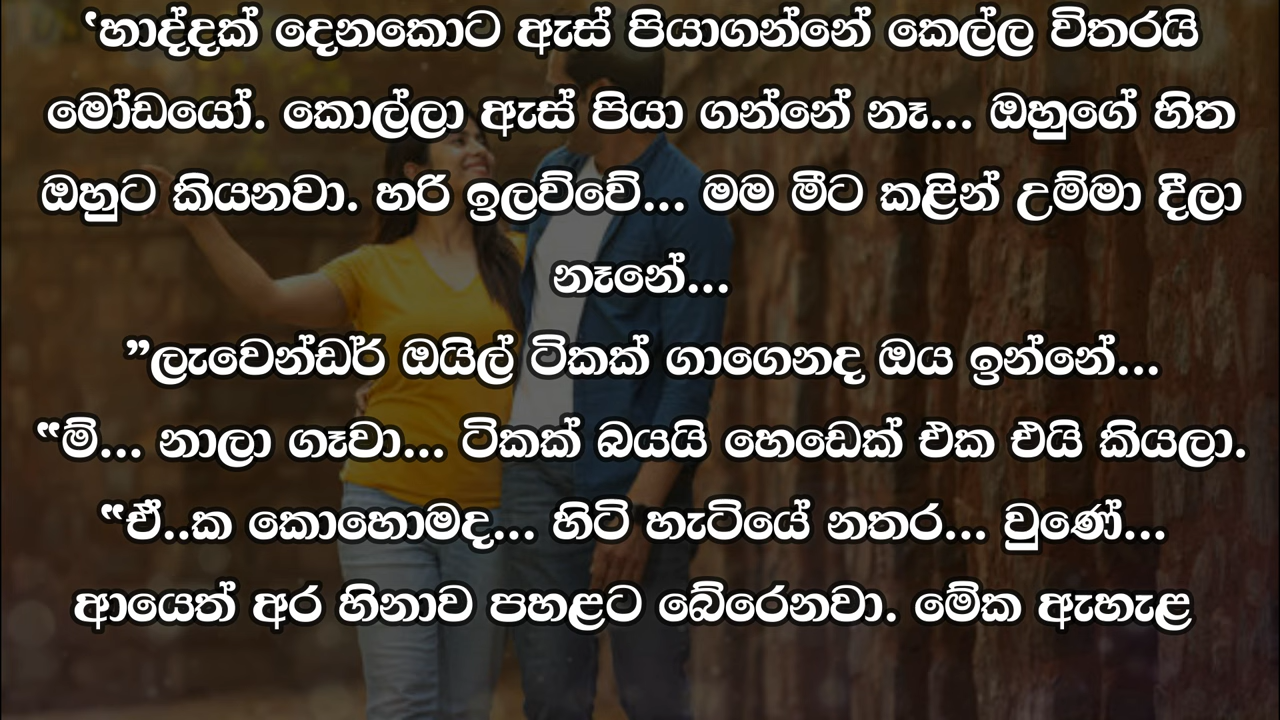 ‛හාද්දක් දෙනකොට ඇස් පියාගන්නේ කෙල්ල විතරයි
මෝඩයෝ. කොල්ලා ඇස් පියා ගන්නේ නෑ... ඔහුගේ හිත
ඔහුට කියනවා. හරි ඉලව්වේ... මම මීට කළින් උම්මා දීලා
නෑනේ...
”ලැවෙන්ඩර් ඔයිල් ටිකක් ගාගෙනද ඔය ඉන්නේ...
‟ම්... නාලා ගෑවා... ටිකක් බයයි හෙඩෙක් එක එයි කියලා.
‟ඒ..ක කොහොමද... හිටි හැටියේ නතර... වුණේ...
ආයෙත් අර හිනාව පහළට බේරෙනවා. මේක ඇහැළ